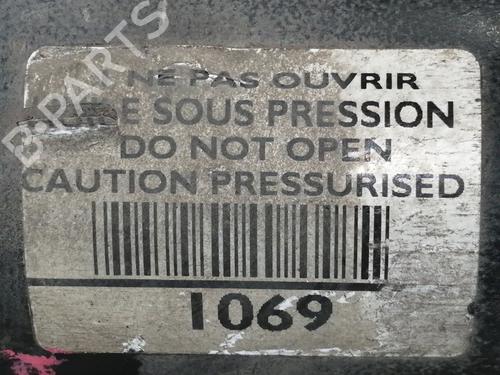 NE PAS OUVRIR
SOUS PRESSION
DO NOT OPEN
CAUTION PRESSURISED
1069
B-PARTS